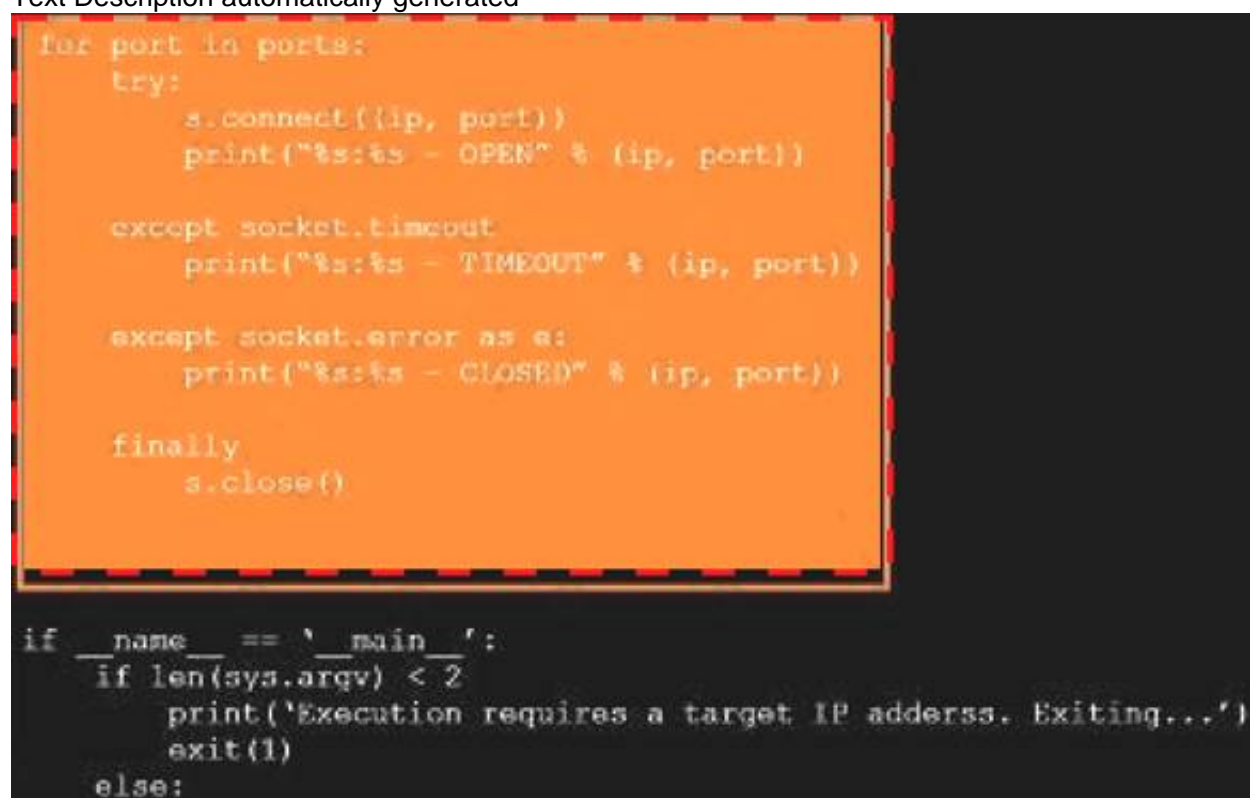 Text Description automatically generated
for port in ports:
try:
s.connect((ip, port))
print("%s:%s - OPEN" % (ip, port))
except socket.timeout
print("%s:%s - TIMEOUT" % (ip, port))
except socket.error as e:
print("%s:%s - CLOSED" % (ip, port))
finally
s.close()
if __name__ == '__main__':
if len(sys.argv) < 2
print('Execution requires a target IP adderss. Exiting...')
exit(1)
else: